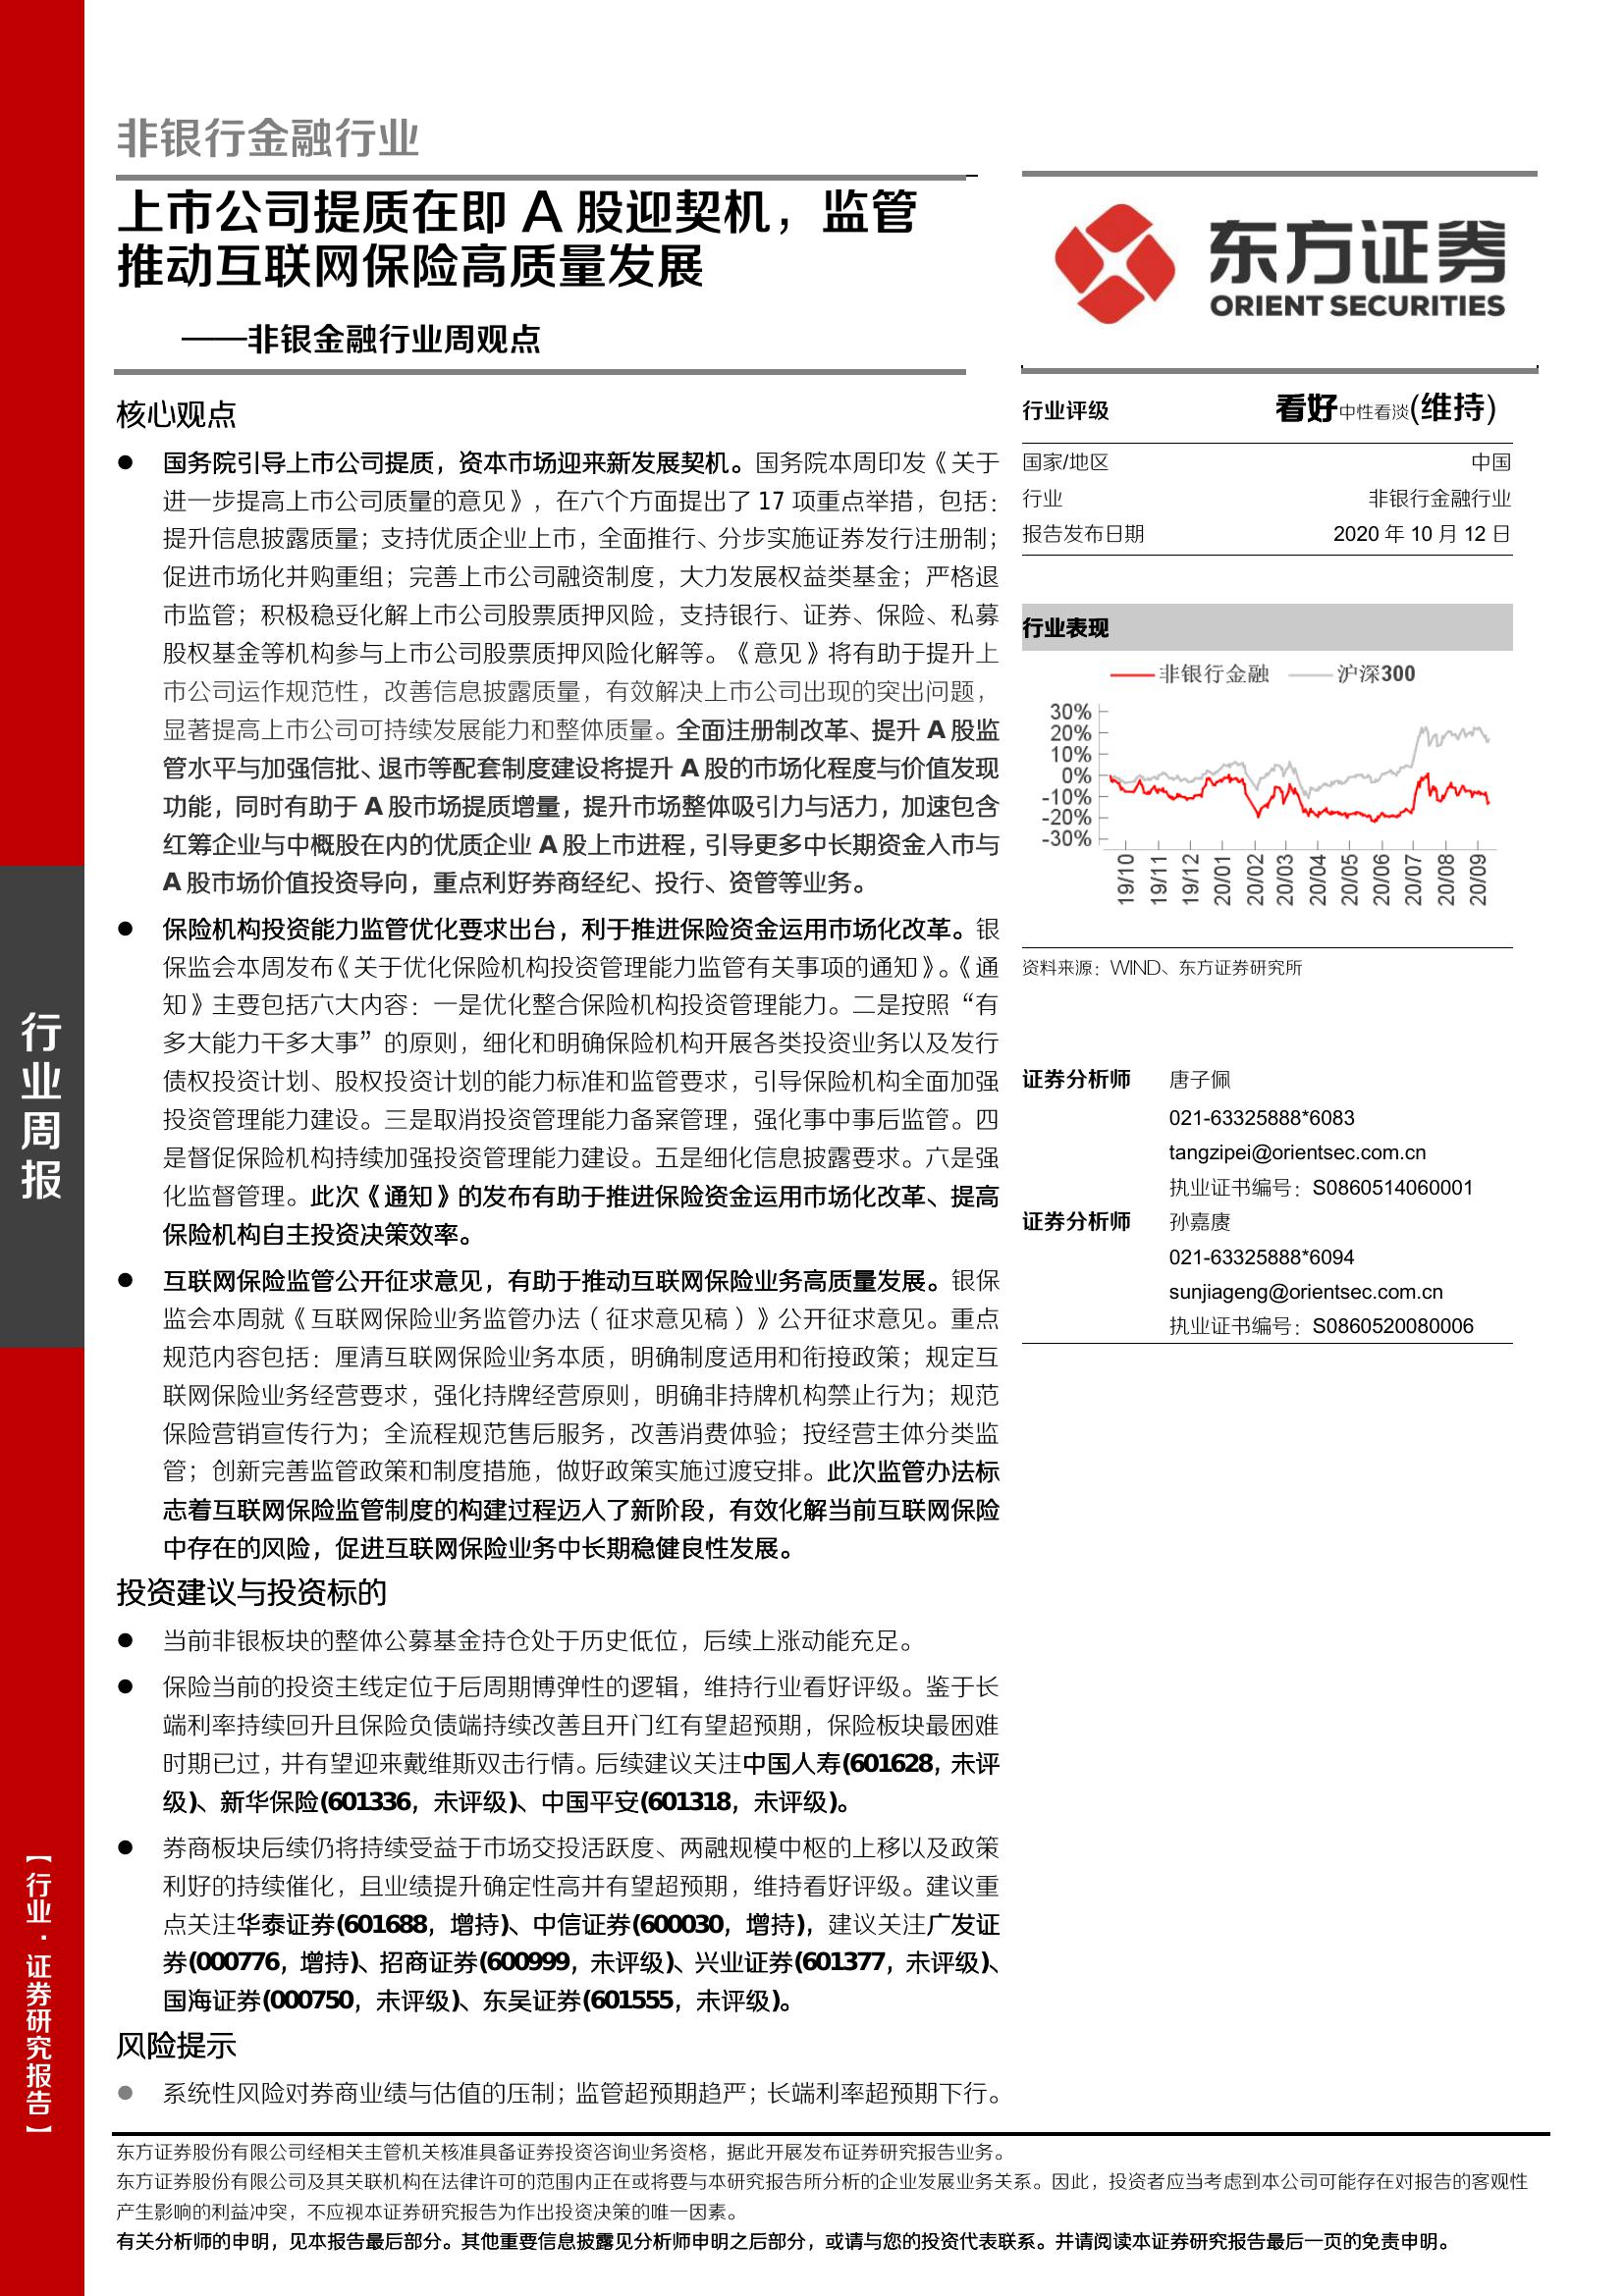 非银行金融行业
上市公司提质在即 A 股迎契机，监管
推动互联网保险高质量发展
——非银金融行业周观点
东方证券
ORIENT SECURITIES
核心观点
● 国务院引导上市公司提质，资本市场迎来新发展契机。国务院本周印发《关于
进一步提高上市公司质量的意见》，在六个方面提出了 17 项重点举措，包括：
提升信息披露质量；支持优质企业上市，全面推行、分步实施证券发行注册制；
促进市场化并购重组；完善上市公司融资制度，大力发展权益类基金；严格退
市监管；积极稳妥化解上市公司股票质押风险，支持银行、证券、保险、私募
股权基金等机构参与上市公司股票质押风险化解等。《意见》将有助于提升上
市公司运作规范性，改善信息披露质量，有效解决上市公司出现的突出问题，
显著提高上市公司可持续发展能力和整体质量。全面注册制改革、提升 A 股监
管水平与加强信批、退市等配套制度建设将提升 A 股的市场化程度与价值发现
功能，同时有助于 A 股市场提质增量，提升市场整体吸引力与活力，加速包含
红筹企业与中概股在内的优质企业 A 股上市进程，引导更多中长期资金入市与
A 股市场价值投资导向，重点利好券商经纪、投行、资管等业务。
● 保险机构投资能力监管优化要求出台，利于推进保险资金运用市场化改革。银
保监会本周发布《关于优化保险机构投资管理能力监管有关事项的通知》。《通
知》主要包括六大内容：一是优化整合保险机构投资管理能力。二是按照“有
多大能力干多大事”的原则，细化和明确保险机构开展各类投资业务以及发行
债权投资计划、股权投资计划的能力标准和监管要求，引导保险机构全面加强
投资管理能力建设。三是取消投资管理能力备案管理，强化事中事后监管。四
是督促保险机构持续加强投资管理能力建设。五是细化信息披露要求。六是强
化监督管理。此次《通知》的发布有助于推进保险资金运用市场化改革、提高
保险机构自主投资决策效率。
● 互联网保险监管公开征求意见，有助于推动互联网保险业务高质量发展。银保
监会本周就《互联网保险业务监管办法（征求意见稿）》公开征求意见。重点
规范内容包括：厘清互联网保险业务本质，明确制度适用和衔接政策；规定互
联网保险业务经营要求，强化持牌经营原则，明确非持牌机构禁止行为；规范
保险营销宣传行为；全流程规范售后服务，改善消费体验；按经营主体分类监
管；创新完善监管政策和制度措施，做好政策实施过渡安排。此次监管办法标
志着互联网保险监管制度的构建过程迈入了新阶段，有效化解当前互联网保险
中存在的风险，促进互联网保险业务中长期稳健良性发展。
投资建议与投资标的
● 当前非银板块的整体公募基金持仓处于历史低位，后续上涨动能充足。
● 保险当前的投资主线定位于后周期博弹性的逻辑，维持行业看好评级。鉴于长
端利率持续回升且保险负债端持续改善且开门红有望超预期，保险板块最困难
时期已过，并有望迎来戴维斯双击行情。后续建议关注中国人寿(601628，未评
级)、新华保险(601336，未评级)、中国平安(601318，未评级)。
● 券商板块后续仍将持续受益于市场交投活跃度、两融规模中枢的上移以及政策
利好的持续催化，且业绩提升确定性高并有望超预期，维持看好评级。建议重
点关注华泰证券(601688，增持)、中信证券(600030，增持)，建议关注广发证
券(000776，增持)、招商证券(600999，未评级)、兴业证券(601377，未评级)、
国海证券(000750，未评级)、东吴证券(601555，未评级)。
风险提示
● 系统性风险对券商业绩与估值的压制；监管超预期趋严；长端利率超预期下行。
行业评级 看好中性看淡(维持)
国家/地区 中国
行业 非银行金融行业
报告发布日期 2020 年 10 月 12 日
行业表现
非银行金融 沪深300
30%
20%
10%
0%
-10%
-20%
-30%
19/10 19/11 19/12 20/01 20/02 20/03 20/04 20/05 20/06 20/07 20/08 20/09
资料来源：WIND、东方证券研究所
证券分析师 唐子佩
021-63325888*6083
tangzipei@orientsec.com.cn
执业证书编号：S0860514060001
证券分析师 孙嘉赓
021-63325888*6094
sunjiageng@orientsec.com.cn
执业证书编号：S0860520080006
行业周报
【行业·证券研究报告】
东方证券股份有限公司经相关主管机关核准具备证券投资咨询业务资格，据此开展发布证券研究报告业务。
东方证券股份有限公司及其关联机构在法律许可的范围内正在或将要与本研究报告所分析的企业发展业务关系。因此，投资者应当考虑到本公司可能存在对报告的客观性
产生影响的利益冲突，不应视本证券研究报告为作出投资决策的唯一因素。
有关分析师的申明，见本报告最后部分。其他重要信息披露见分析师申明之后部分，或请与您的投资代表联系。并请阅读本证券研究报告最后一页的免责申明。